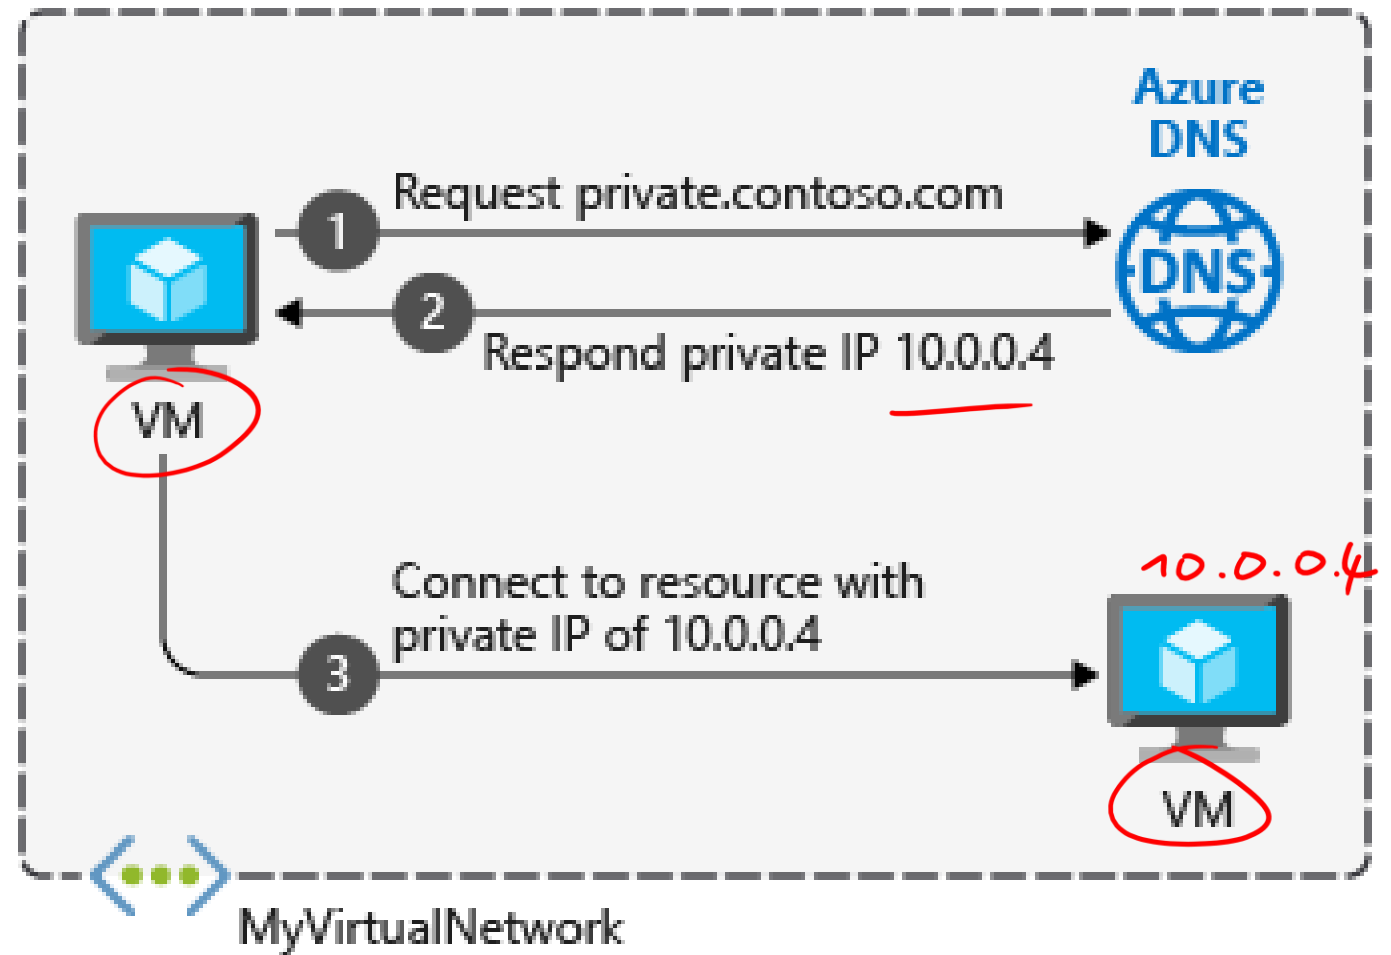 Azure
DNS
Request private.contoso.com
1
DNS
2
Respond private IP 10.0.0.4
VM
10.0.0.4
Connect to resource with
private IP of 10.0.0.4
3
VM
MyVirtualNetwork